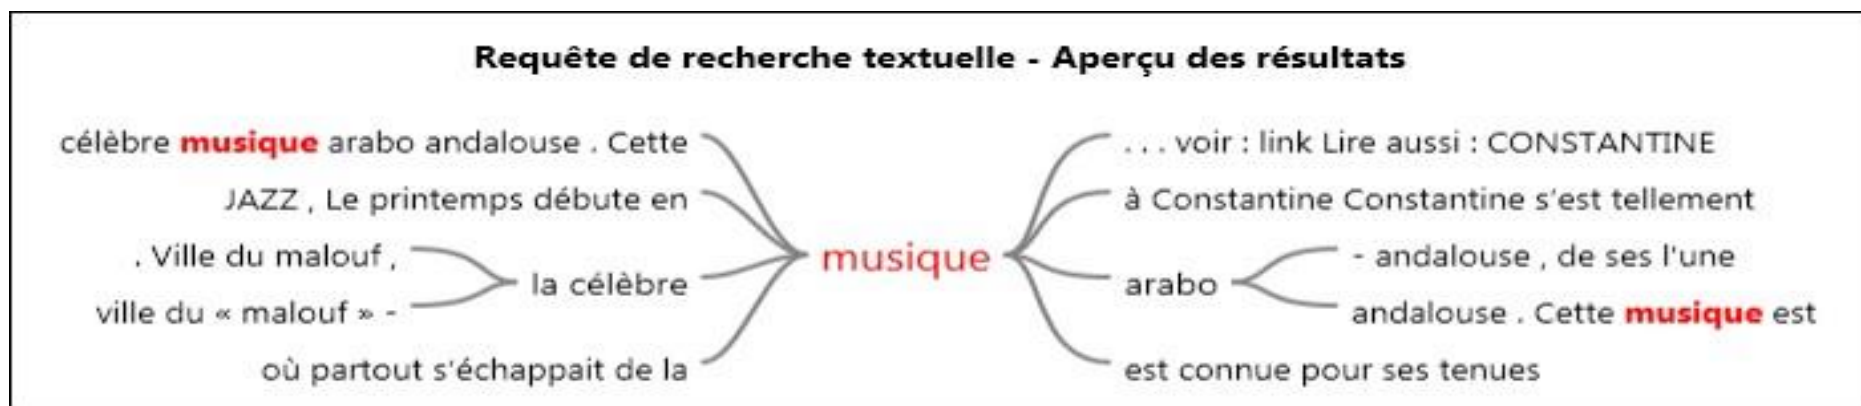 Requête de recherche textuelle - Aperçu des résultats
célèbre musique arabo andalouse . Cette
JAZZ , Le printemps débute en
. Ville du malouf ,
ville du « malouf » -
la célèbre
où partout s'échappait de la
musique
. . . voir : link Lire aussi : CONSTANTINE
à Constantine Constantine s'est tellement
arabo
- andalouse , de ses l'une
andalouse . Cette musique est
est connue pour ses tenues